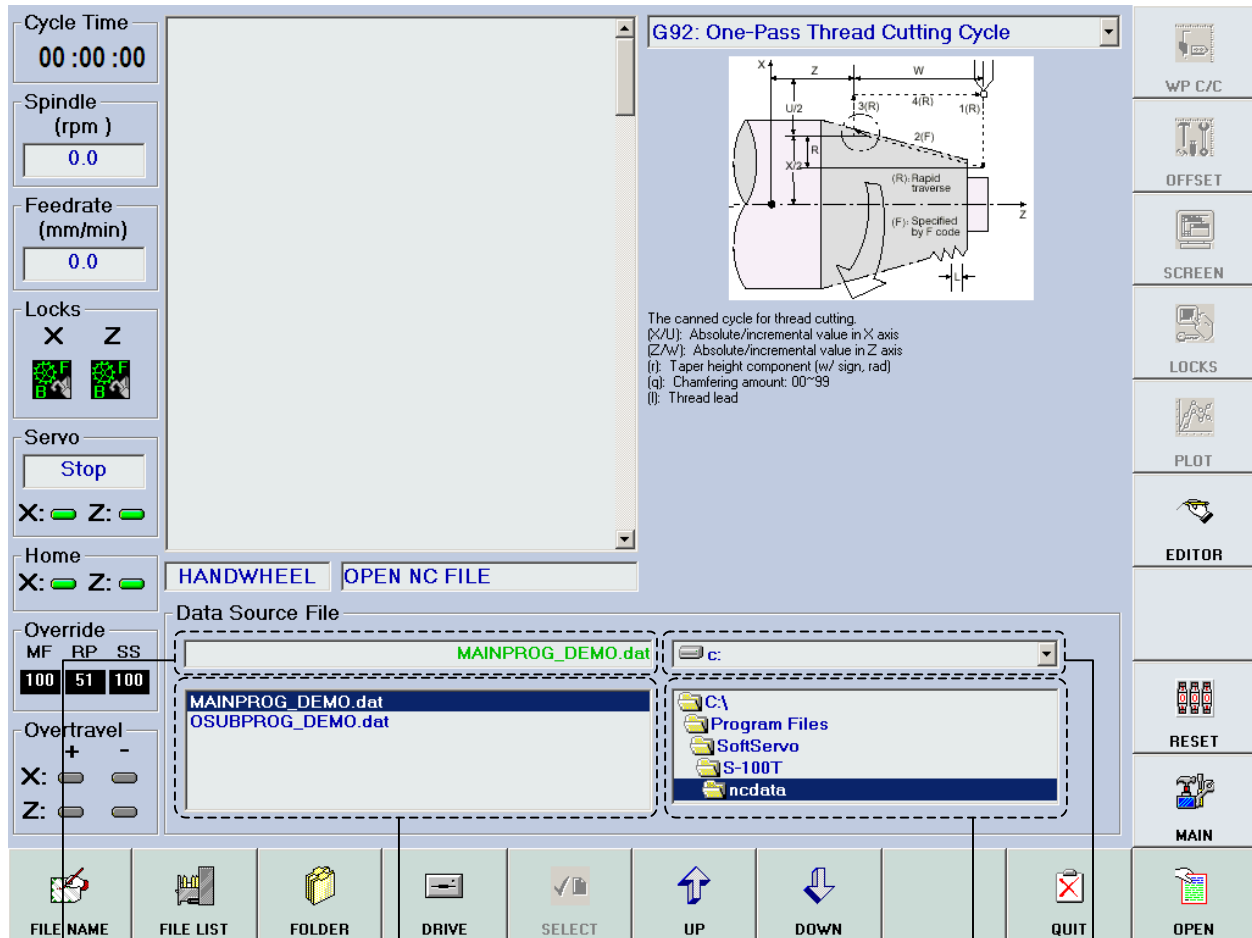 Cycle Time
00 :00 :00
Spindle
(rpm )
0.0
Feedrate
(mm/min)
0.0
Locks
X Z
F B F B
Servo
Stop
X: Z:
Home
X: Z:
Override
MF RP SS
100 51 100
Overtravel
+ -
X:
Z:
G92: One-Pass Thread Cutting Cycle
X Z W
U/2 3(R) 4(R) 1(R)
2(F)
R
X/2
(R): Rapid
traverse
Z
(F): Specified
by F code
L
The canned cycle for thread cutting.
(X/U): Absolute/incremental value in X axis
(Z/W): Absolute/incremental value in Z axis
(r): Taper height component (w/ sign, rad)
(q): Chamfering amount: 00~99
(l): Thread lead
HANDWHEEL OPEN NC FILE
Data Source File
MAINPROG_DEMO.dat
c:
MAINPROG_DEMO.dat
OSUBPROG_DEMO.dat
C:\
Program Files
SoftServo
S-100T
ncdata
WP C/C
OFFSET
SCREEN
LOCKS
PLOT
EDITOR
RESET
MAIN
FILE NAME FILE LIST FOLDER DRIVE SELECT UP DOWN QUIT OPEN